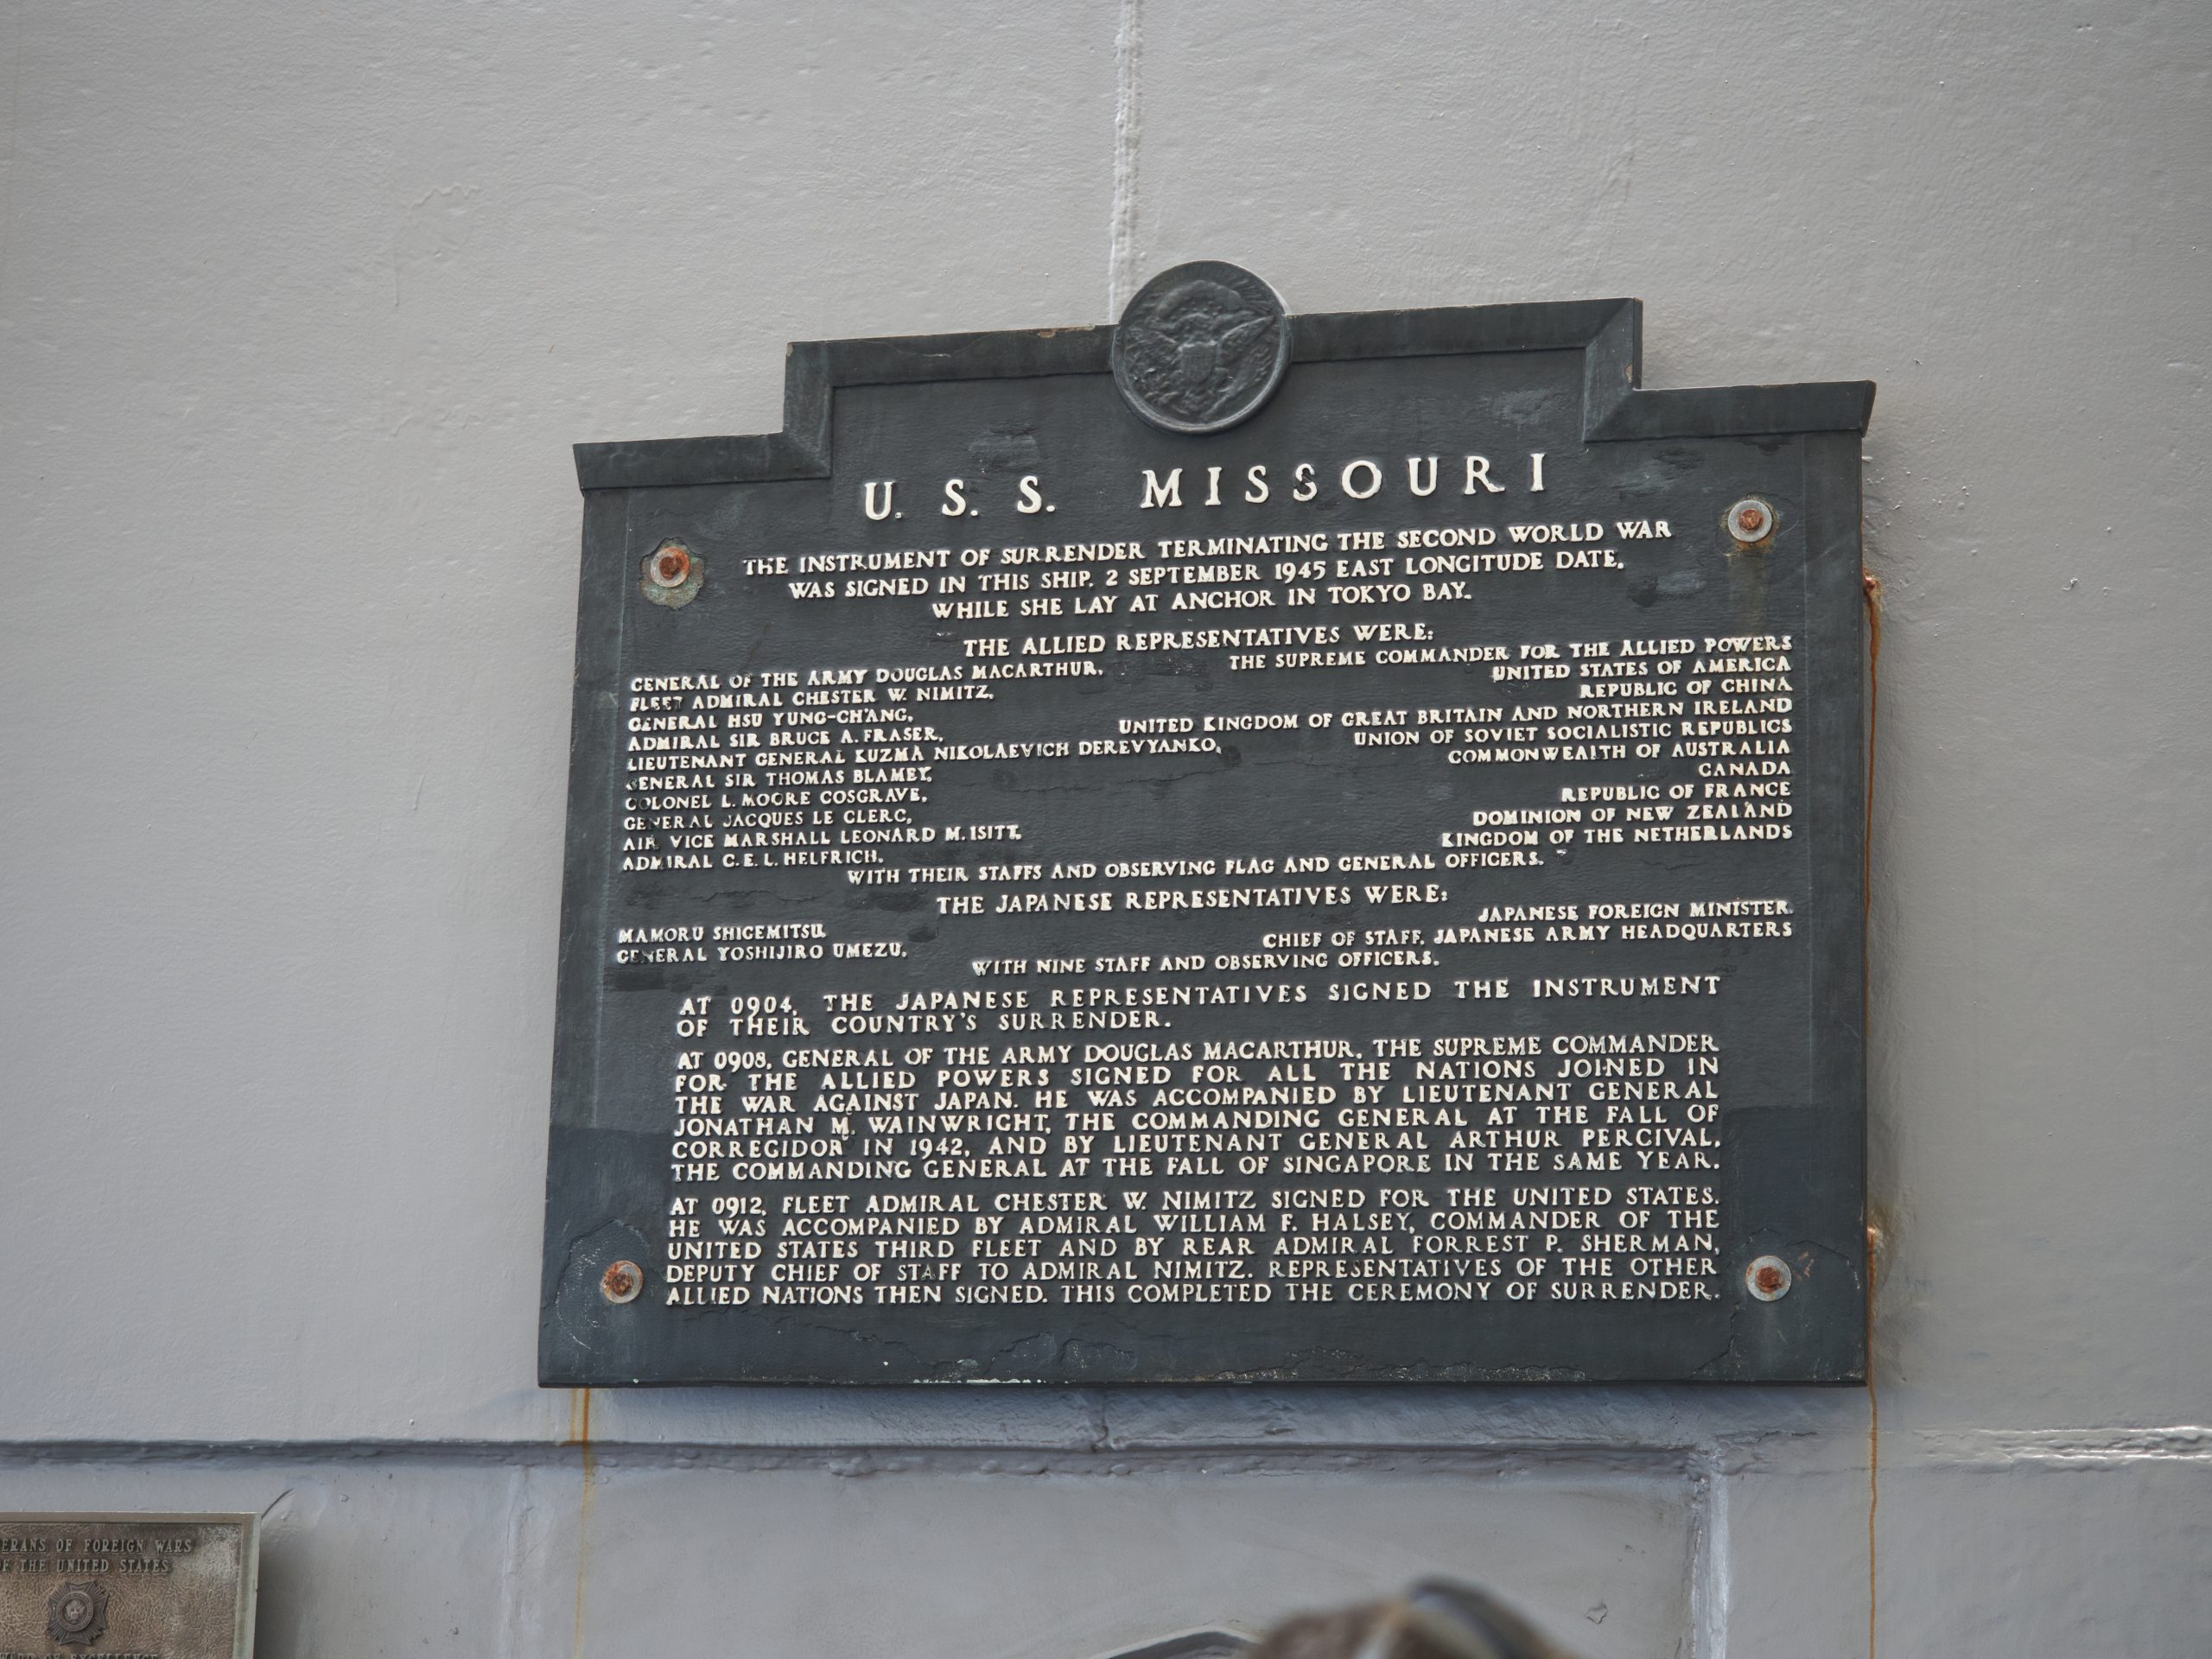 U. S. S. MISSOURI
THE INSTRUMENT OF SURRENDER TERMINATING THE SECOND WORLD WAR
WAS SIGNED IN THIS SHIP, 2 SEPTEMBER 1945 EAST LONGITUDE DATE,
WHILE SHE LAY AT ANCHOR IN TOKYO BAY.
THE ALLIED REPRESENTATIVES WERE:
GENERAL OF THE ARMY DOUGLAS MACARTHUR, THE SUPREME COMMANDER FOR THE ALLIED POWERS
FLEET ADMIRAL CHESTER W. NIMITZ, UNITED STATES OF AMERICA
GENERAL HSU YUNG-CH'ANG, REPUBLIC OF CHINA
ADMIRAL SIR BRUCE A. FRASER, UNITED KINGDOM OF GREAT BRITAIN AND NORTHERN IRELAND
LIEUTENANT GENERAL KUZMA NIKOLAEVICH DEREVYANKO, UNION OF SOVIET SOCIALISTIC REPUBLICS
GENERAL SIR THOMAS BLAMEY, COMMONWEALTH OF AUSTRALIA
COLONEL L. MOORE COSGRAVE, CANADA
GENERAL JACQUES LE CLERC, REPUBLIC OF FRANCE
AIR VICE MARSHALL LEONARD M. ISITT, DOMINION OF NEW ZEALAND
ADMIRAL C.E.L. HELFRICH, KINGDOM OF THE NETHERLANDS
WITH THEIR STAFFS AND OBSERVING FLAG AND GENERAL OFFICERS.
THE JAPANESE REPRESENTATIVES WERE:
MAMORU SHIGEMITSU, JAPANESE FOREIGN MINISTER.
GENERAL YOSHIJIRO UMEZU, CHIEF OF STAFF, JAPANESE ARMY HEADQUARTERS
WITH NINE STAFF AND OBSERVING OFFICERS.
AT 0904, THE JAPANESE REPRESENTATIVES SIGNED THE INSTRUMENT
OF THEIR COUNTRY'S SURRENDER.
AT 0908, GENERAL OF THE ARMY DOUGLAS MACARTHUR, THE SUPREME COMMANDER
FOR THE ALLIED POWERS SIGNED FOR ALL THE NATIONS JOINED IN
THE WAR AGAINST JAPAN. HE WAS ACCOMPANIED BY LIEUTENANT GENERAL
JONATHAN M. WAINWRIGHT, THE COMMANDING GENERAL AT THE FALL OF
CORREGIDOR IN 1942, AND BY LIEUTENANT GENERAL ARTHUR PERCIVAL,
THE COMMANDING GENERAL AT THE FALL OF SINGAPORE IN THE SAME YEAR.
AT 0912, FLEET ADMIRAL CHESTER W. NIMITZ SIGNED FOR THE UNITED STATES.
HE WAS ACCOMPANIED BY ADMIRAL WILLIAM F. HALSEY, COMMANDER OF THE
UNITED STATES THIRD FLEET AND BY REAR ADMIRAL FORREST P. SHERMAN,
DEPUTY CHIEF OF STAFF TO ADMIRAL NIMITZ. REPRESENTATIVES OF THE OTHER
ALLIED NATIONS THEN SIGNED. THIS COMPLETED THE CEREMONY OF SURRENDER.
ERANS OF FOREIGN WARS
F THE UNITED STATES